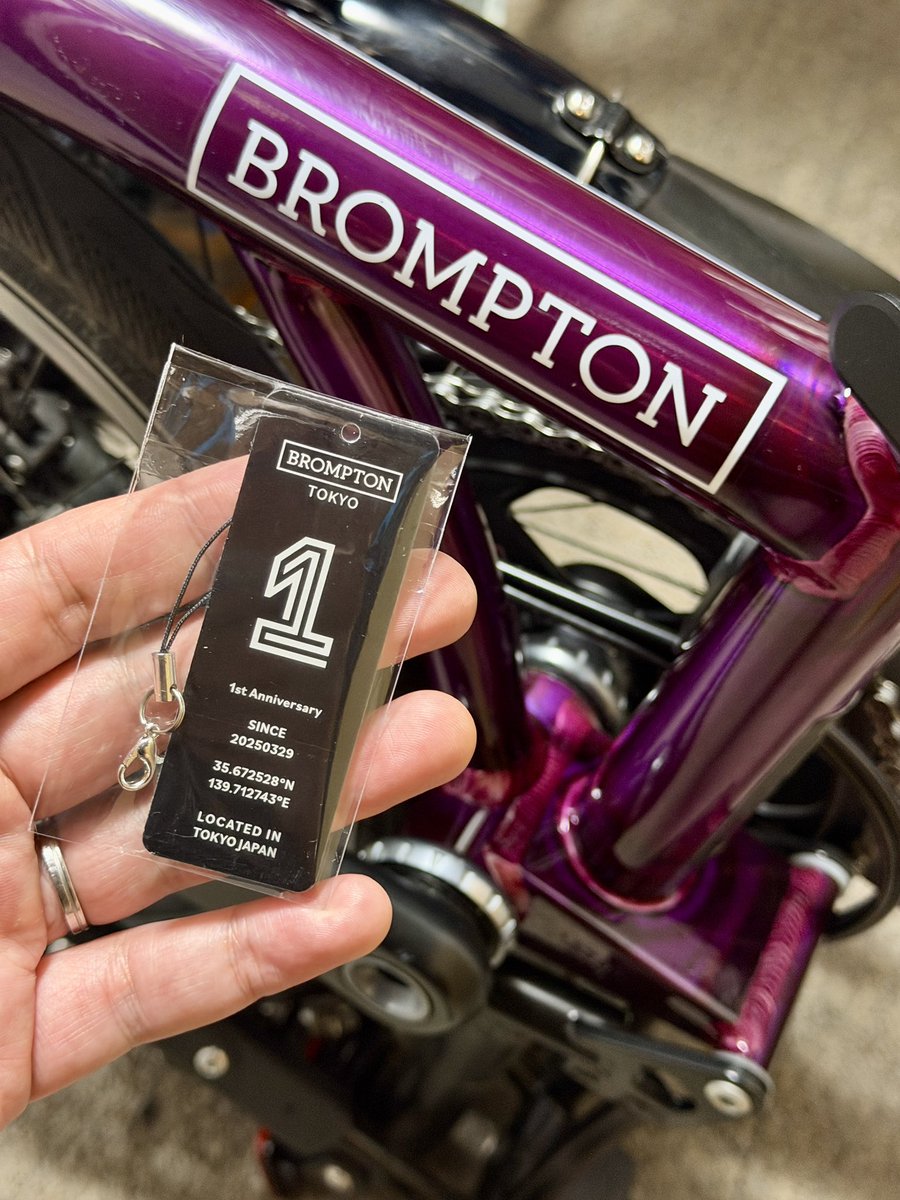 BROMPTON
BROMPTON
TOKYO
1
1st Anniversary
SINCE
20250329
35.672528°N
139.712743°E
LOCATED IN
TOKYO JAPAN